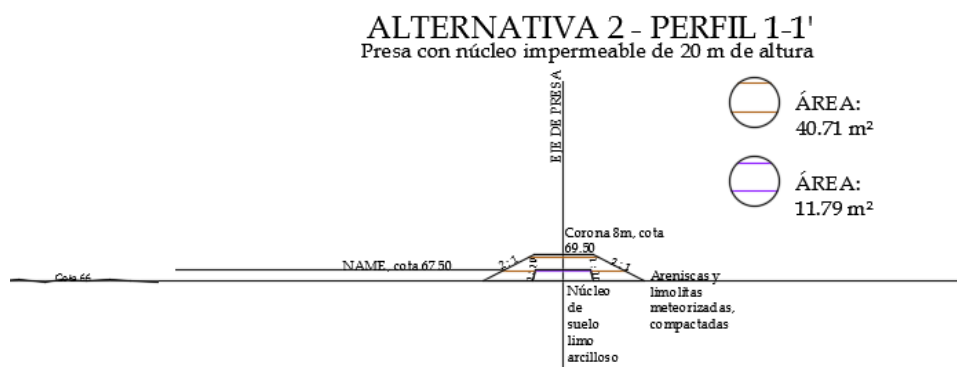 ALTERNATIVA 2 - PERFIL 1-1'
Presa con núcleo impermeable de 20 m de altura
EJE DE PRESA
ÁREA:
40.71 m²
ÁREA:
11.79 m²
Corona 8m, cota
69.50
2:1
2:1
NAME, cota 67.50
Cota 66
Núcleo
de
suelo
limo
arcilloso
Areniscas y
limolitas
meteorizadas,
compactadas